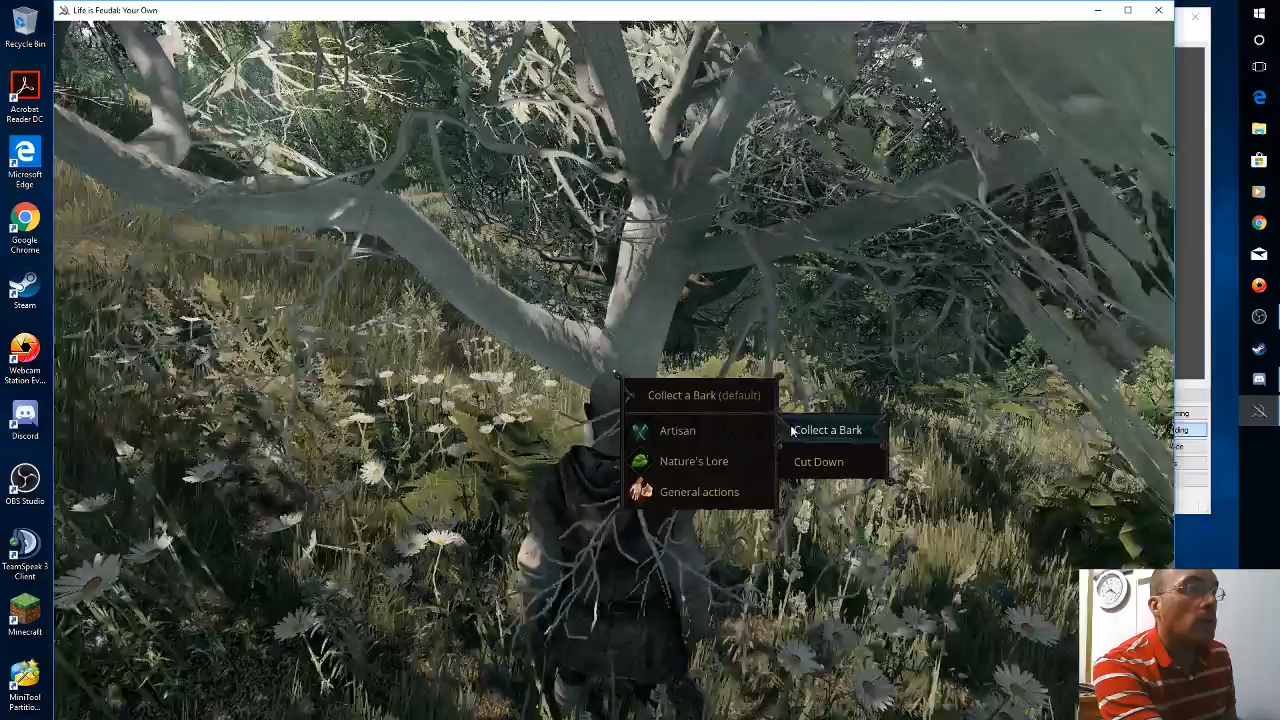 Life is Feudal: Your Own
Recycle Bin
Acrobat
Reader DC
Microsoft
Edge
Google
Chrome
Steam
Webcam
Station Ev...
Discord
OBS Studio
TeamSpeak 3
Client
Minecraft
MiniTool
Partitio...
Collect a Bark (default)
Artisan
Nature's Lore
General actions
Collect a Bark
Cut Down